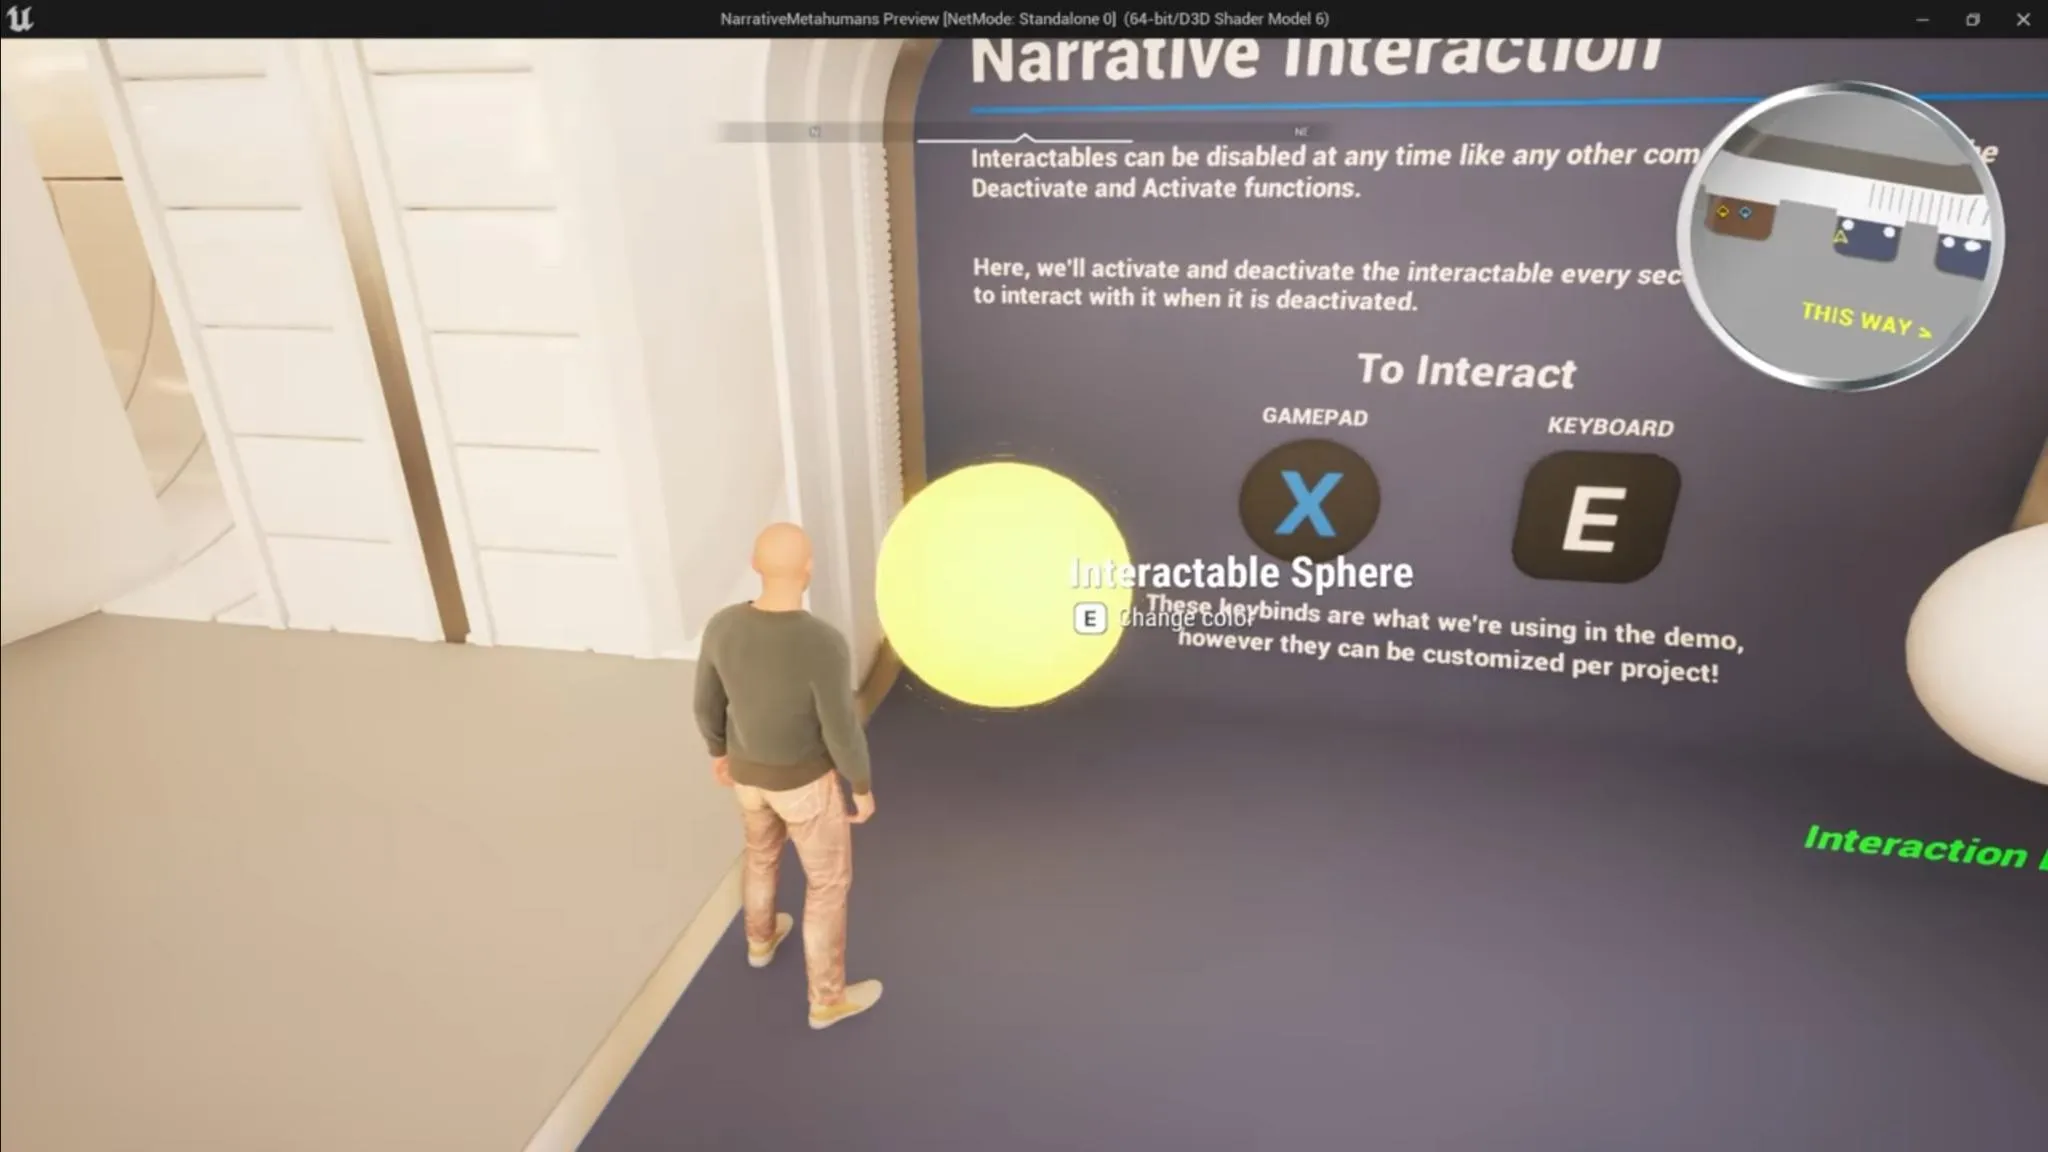 NarrativeMetahumans Preview [NetMode: Standalone 0] (64-bit/D3D Shader Model 6)
Narrative Interaction
N
NE
Interactables can be disabled at any time like any other
Deactivate and Activate functions.
Here, we'll activate and deactivate the interactable every
to interact with it when it is deactivated.
THIS WAY >
To Interact
GAMEPAD
KEYBOARD
X
E
Interactable Sphere
E Change color
These keybinds are what we're using in the demo,
however they can be customized per project!
Interaction